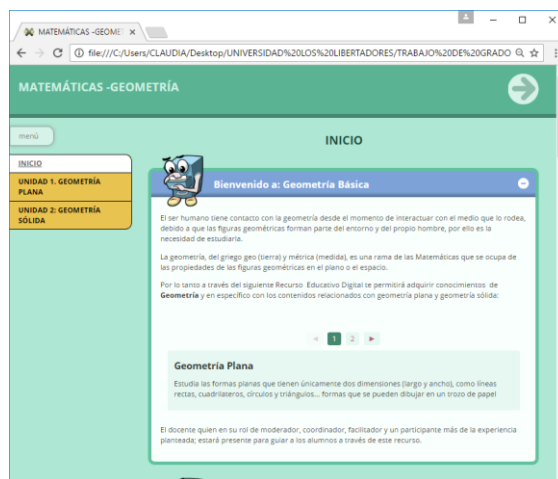 MATEMÁTICAS -GEOMET
file:///C:/Users/CLAUDIA/Desktop/UNIVERSIDAD%20LOS%20LIBERTADORES/TRABAJO%20DE%20GRADO
MATEMÁTICAS -GEOMETRÍA
menú
INICIO
INICIO
UNIDAD 1. GEOMETRÍA
PLANA
UNIDAD 2: GEOMETRÍA
SÓLIDA
Bienvenido a: Geometría Básica
El ser humano tiene contacto con la geometría desde el momento de interactuar con el medio que lo rodea,
debido a que las figuras geométricas forman parte del entorno y del propio hombre, por ello es la
necesidad de estudiarla.
La geometría, del griego geo (tierra) y métrica (medida), es una rama de las Matemáticas que se ocupa de
las propiedades de las figuras geométricas en el plano o el espacio.
Por lo tanto a través del siguiente Recurso Educativo Digital te permitirá adquirir conocimientos de
Geometría y en específico con los contenidos relacionados con geometría plana y geometría sólida:
1 2
Geometría Plana
Estudia las formas planas que tienen únicamente dos dimensiones (largo y ancho), como líneas
rectas, cuadrilateros, círculos y triángulos... formas que se pueden dibujar en un trozo de papel
El docente quien en su rol de moderador, coordinador, facilitador y un participante más de la experiencia
planteada; estará presente para guiar a los alumnos a través de este recurso.